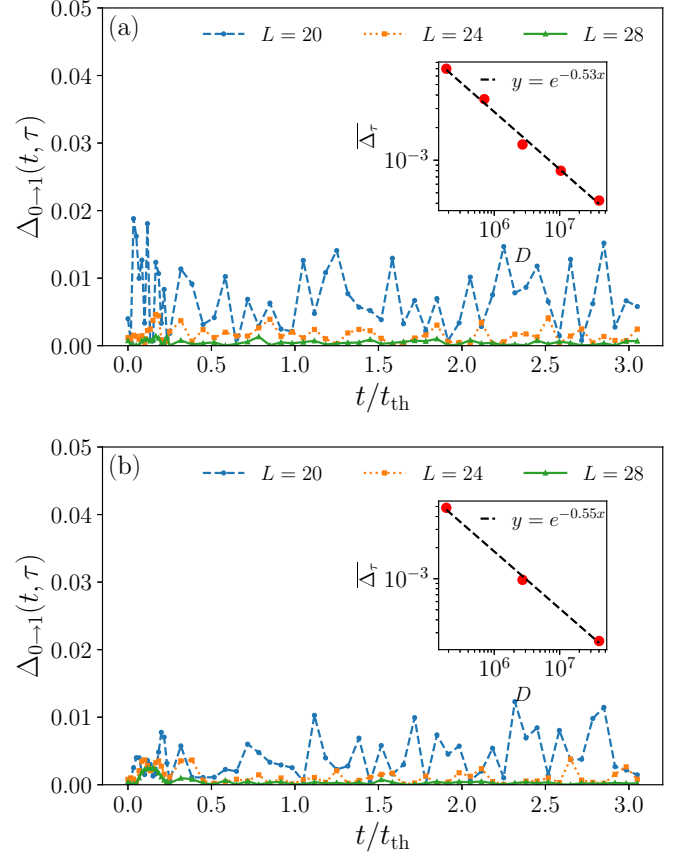 (a)
L = 20
L = 24
L = 28
y = e^{-0.53x}
\overline{Δ_τ}
10^{-3}
10^6
10^7
D
Δ_{0→1}(t, τ)
0.05
0.04
0.03
0.02
0.01
0.00
0.0
0.5
1.0
1.5
2.0
2.5
3.0
t/t_{th}
(b)
L = 20
L = 24
L = 28
y = e^{-0.55x}
\overline{Δ_τ}
10^{-3}
10^6
10^7
D
Δ_{0→1}(t, τ)
0.05
0.04
0.03
0.02
0.01
0.00
0.0
0.5
1.0
1.5
2.0
2.5
3.0
t/t_{th}